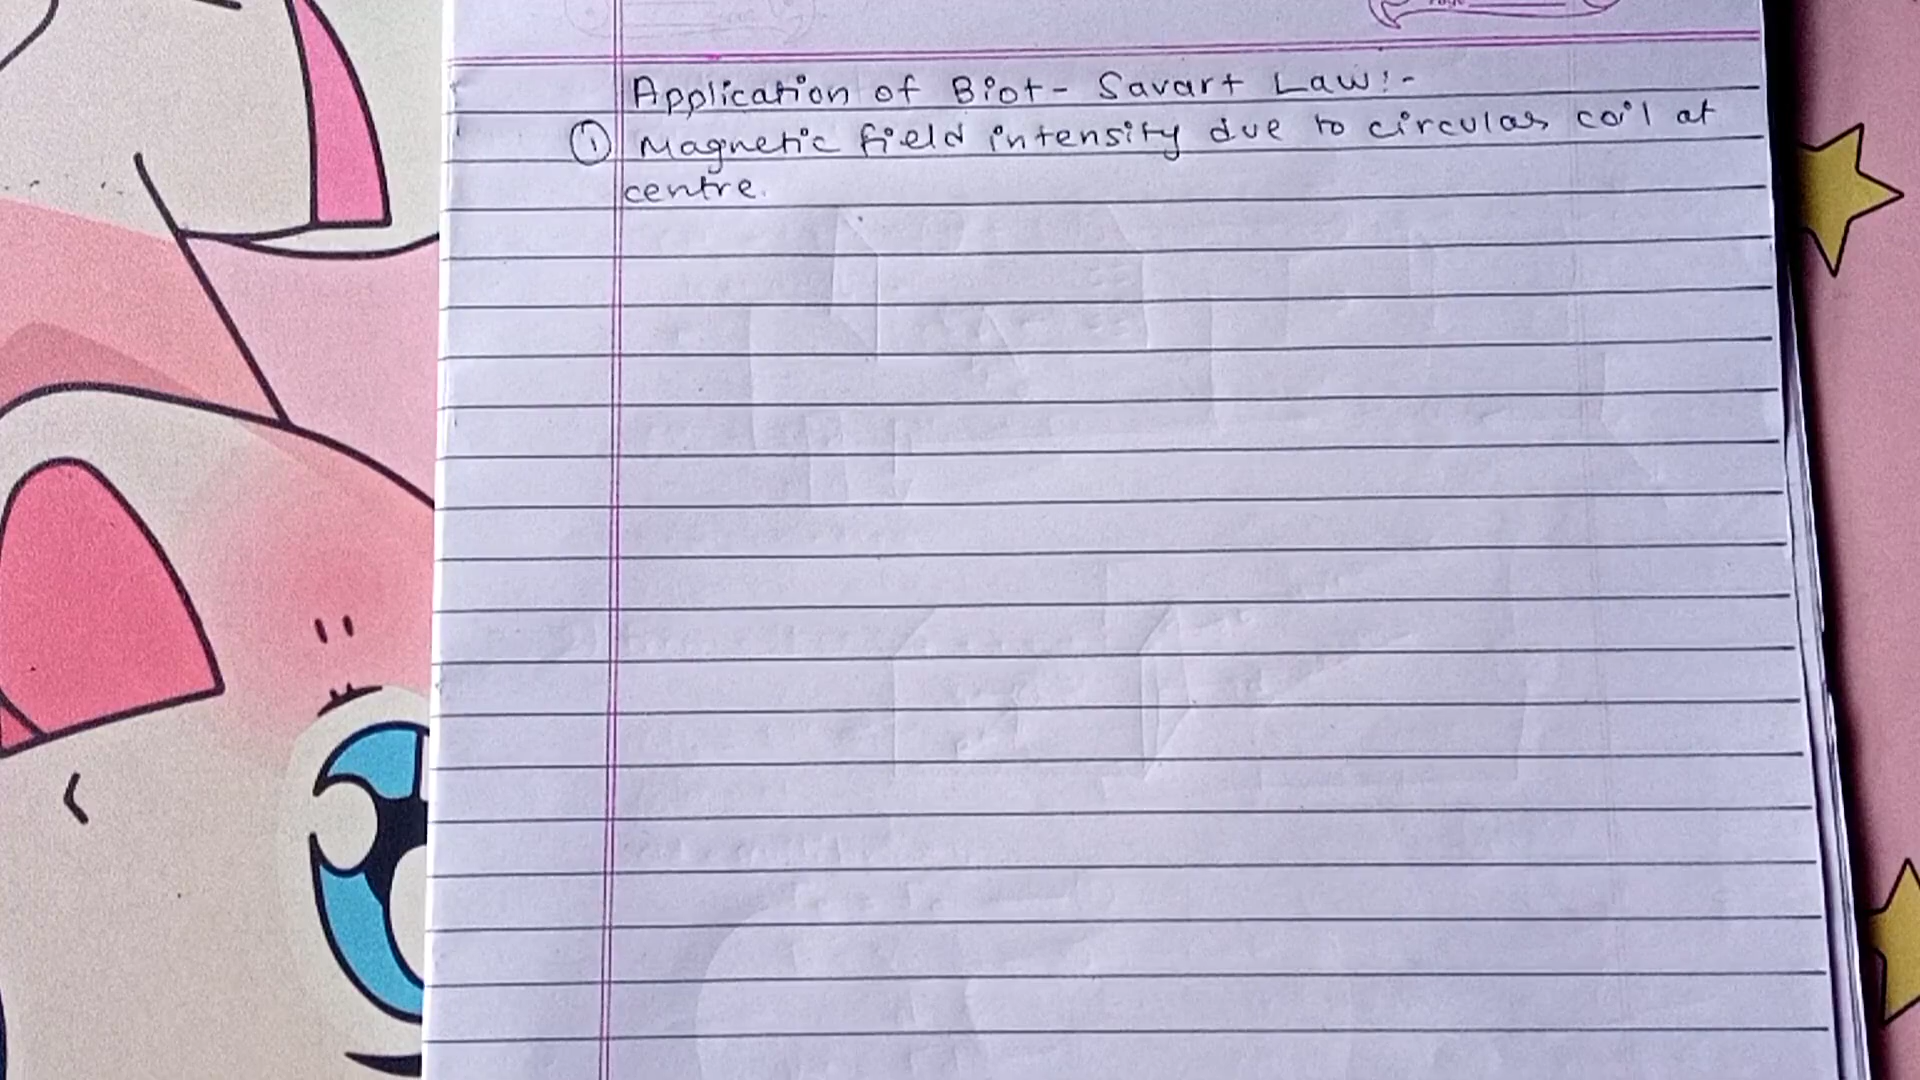 Application of Biot- Savart Law:-
① Magnetic field intensity due to circular coil at
centre.